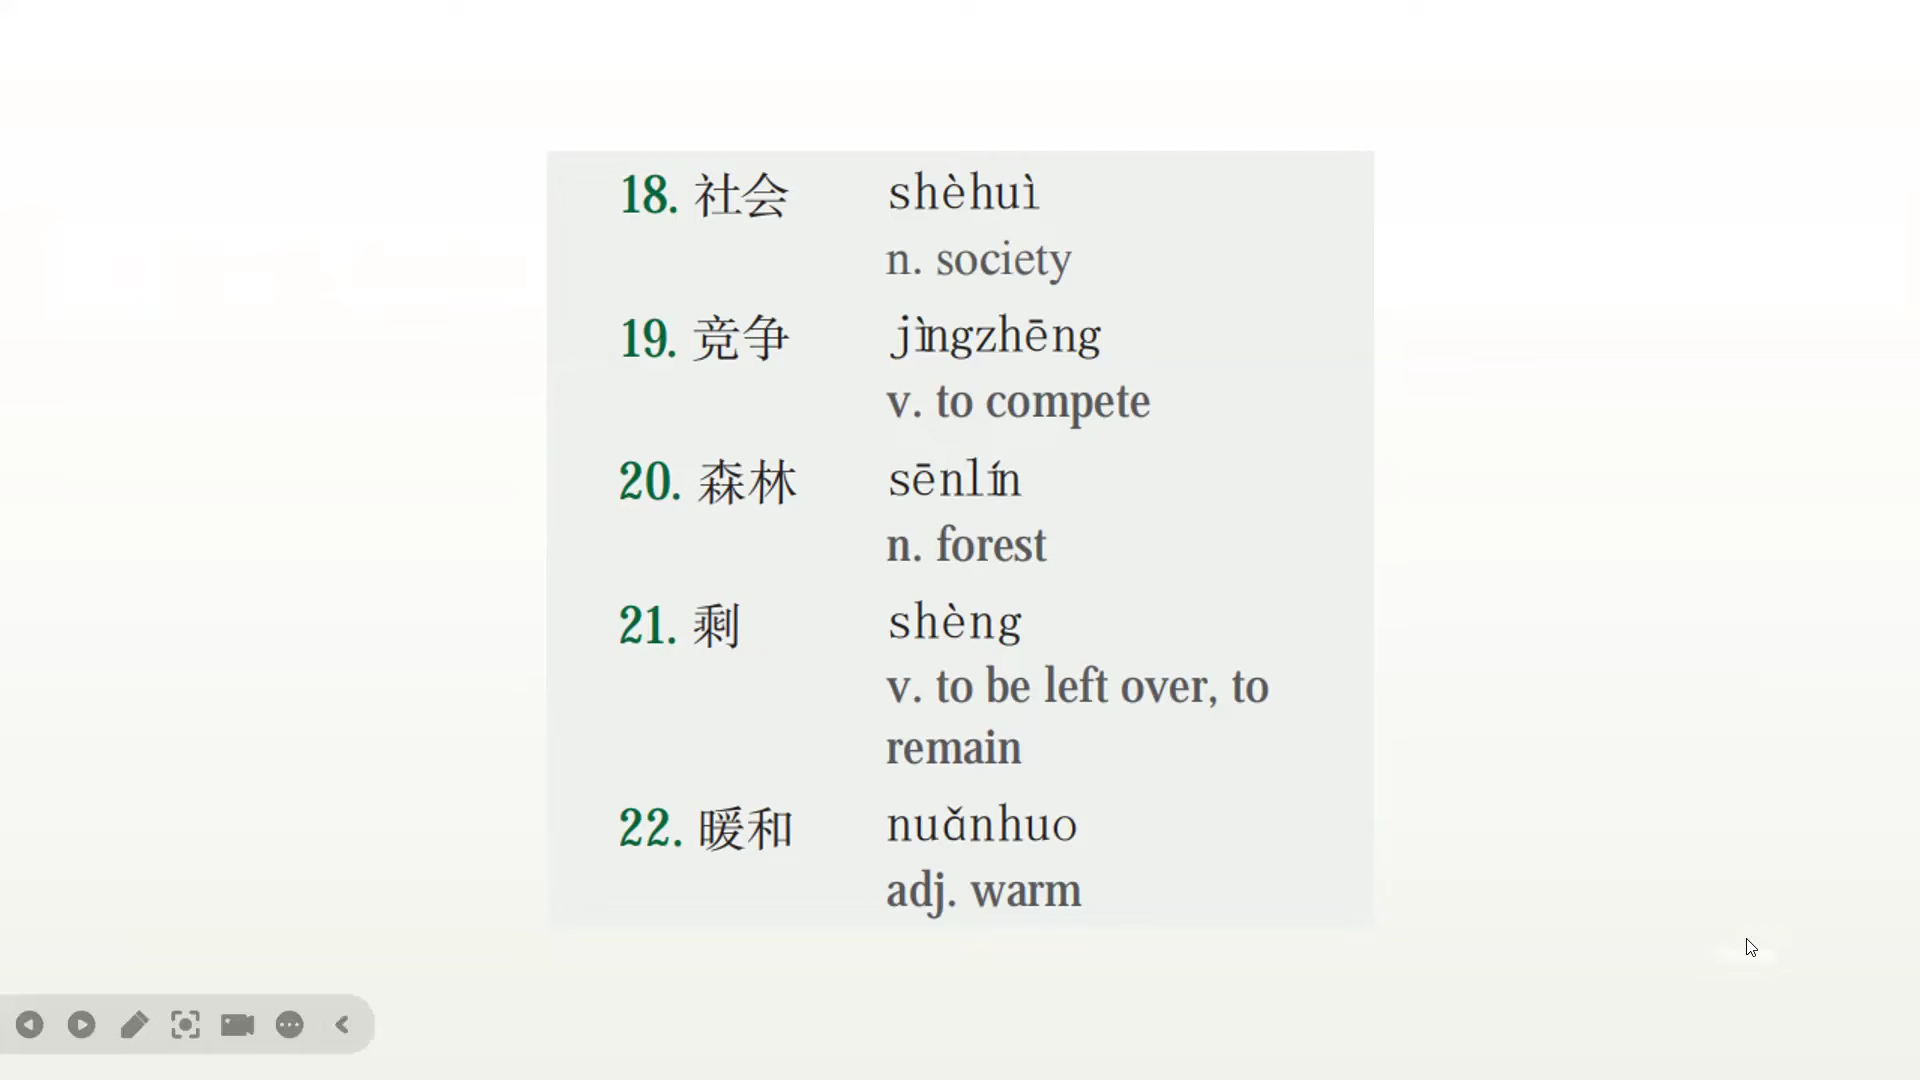 18. 社会 shèhuì
n. society
19. 竞争 jìngzhēng
v. to compete
20. 森林 sēnlín
n. forest
21. 剩 shèng
v. to be left over, to
remain
22. 暖和 nuǎnhuo
adj. warm